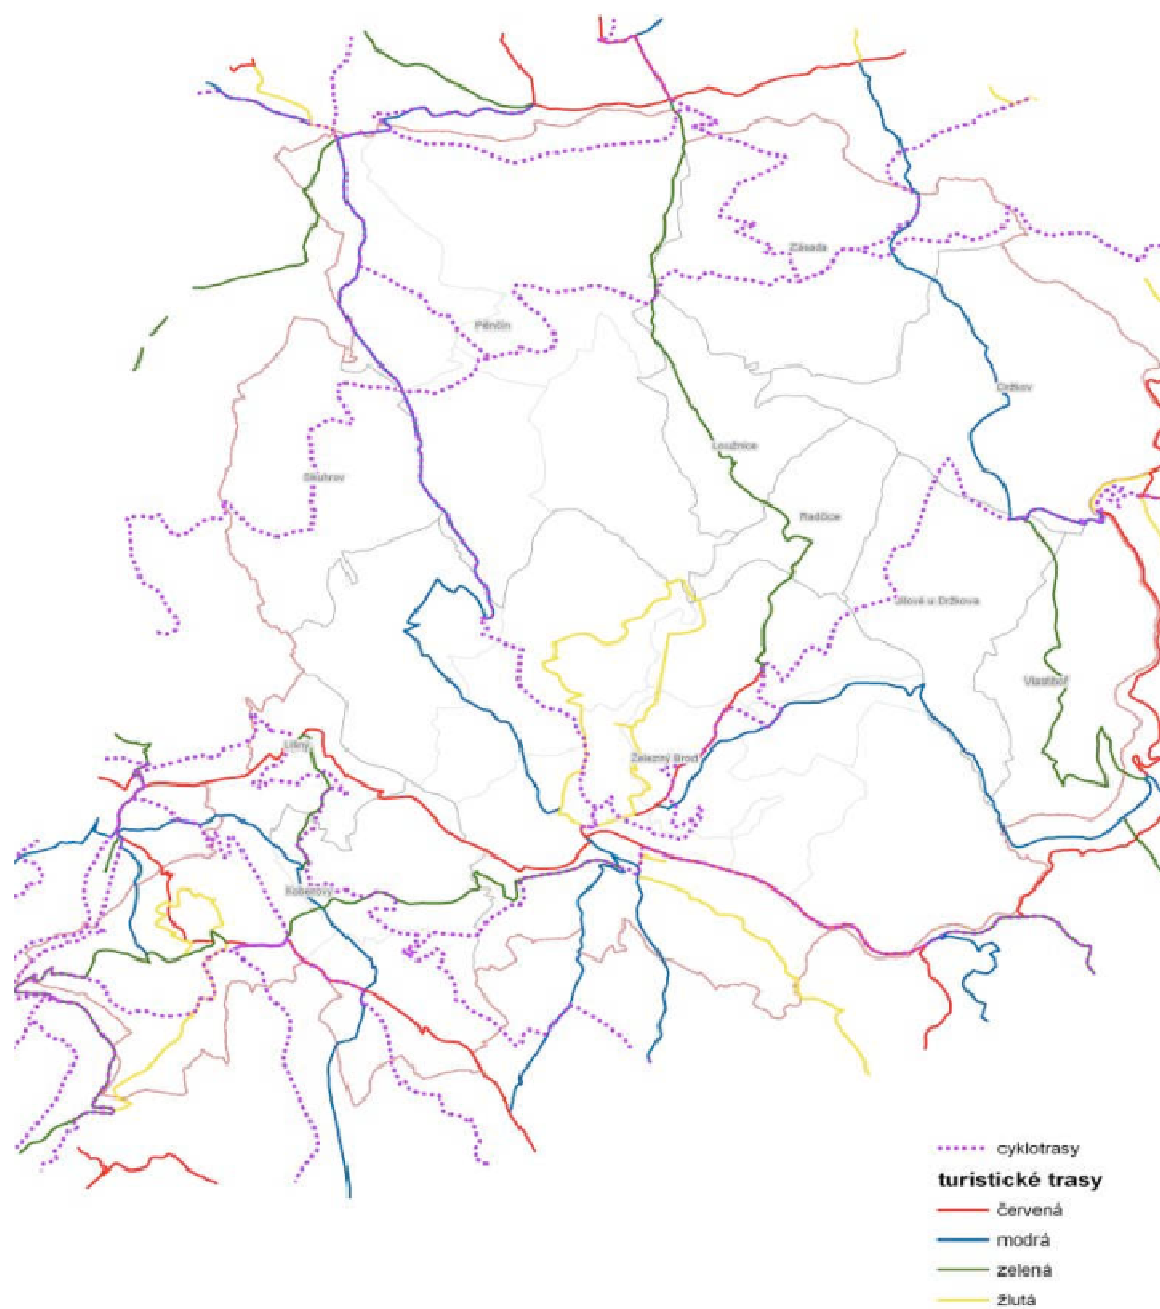 Zásada
Pěnčín
Držkov
Loužnice
Skuhrov
Radčice
Jílové u Držkova
Vlastiboř
Líšný
Železný Brod
Koberovy
cyklotrasy
turistické trasy
červená
modrá
zelená
žlutá